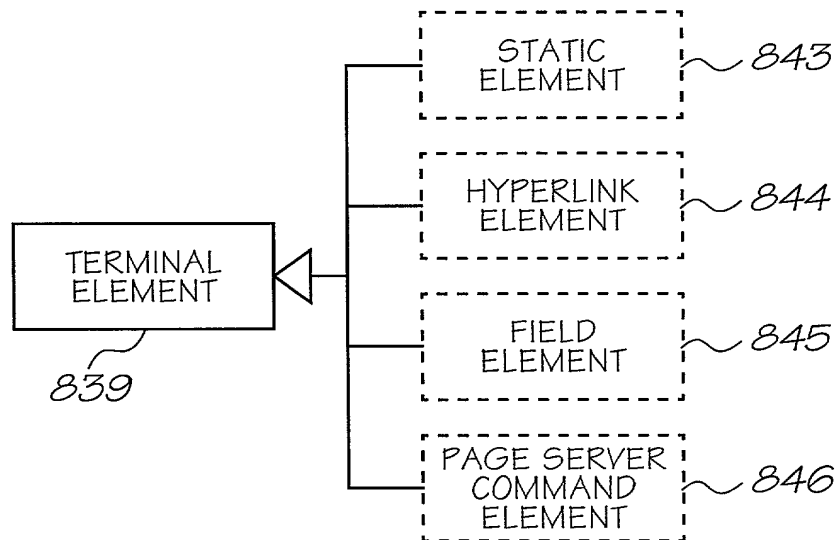 STATIC
ELEMENT
843
HYPERLINK
ELEMENT
844
TERMINAL
ELEMENT
839
FIELD
ELEMENT
845
PAGE SERVER
COMMAND
ELEMENT
846